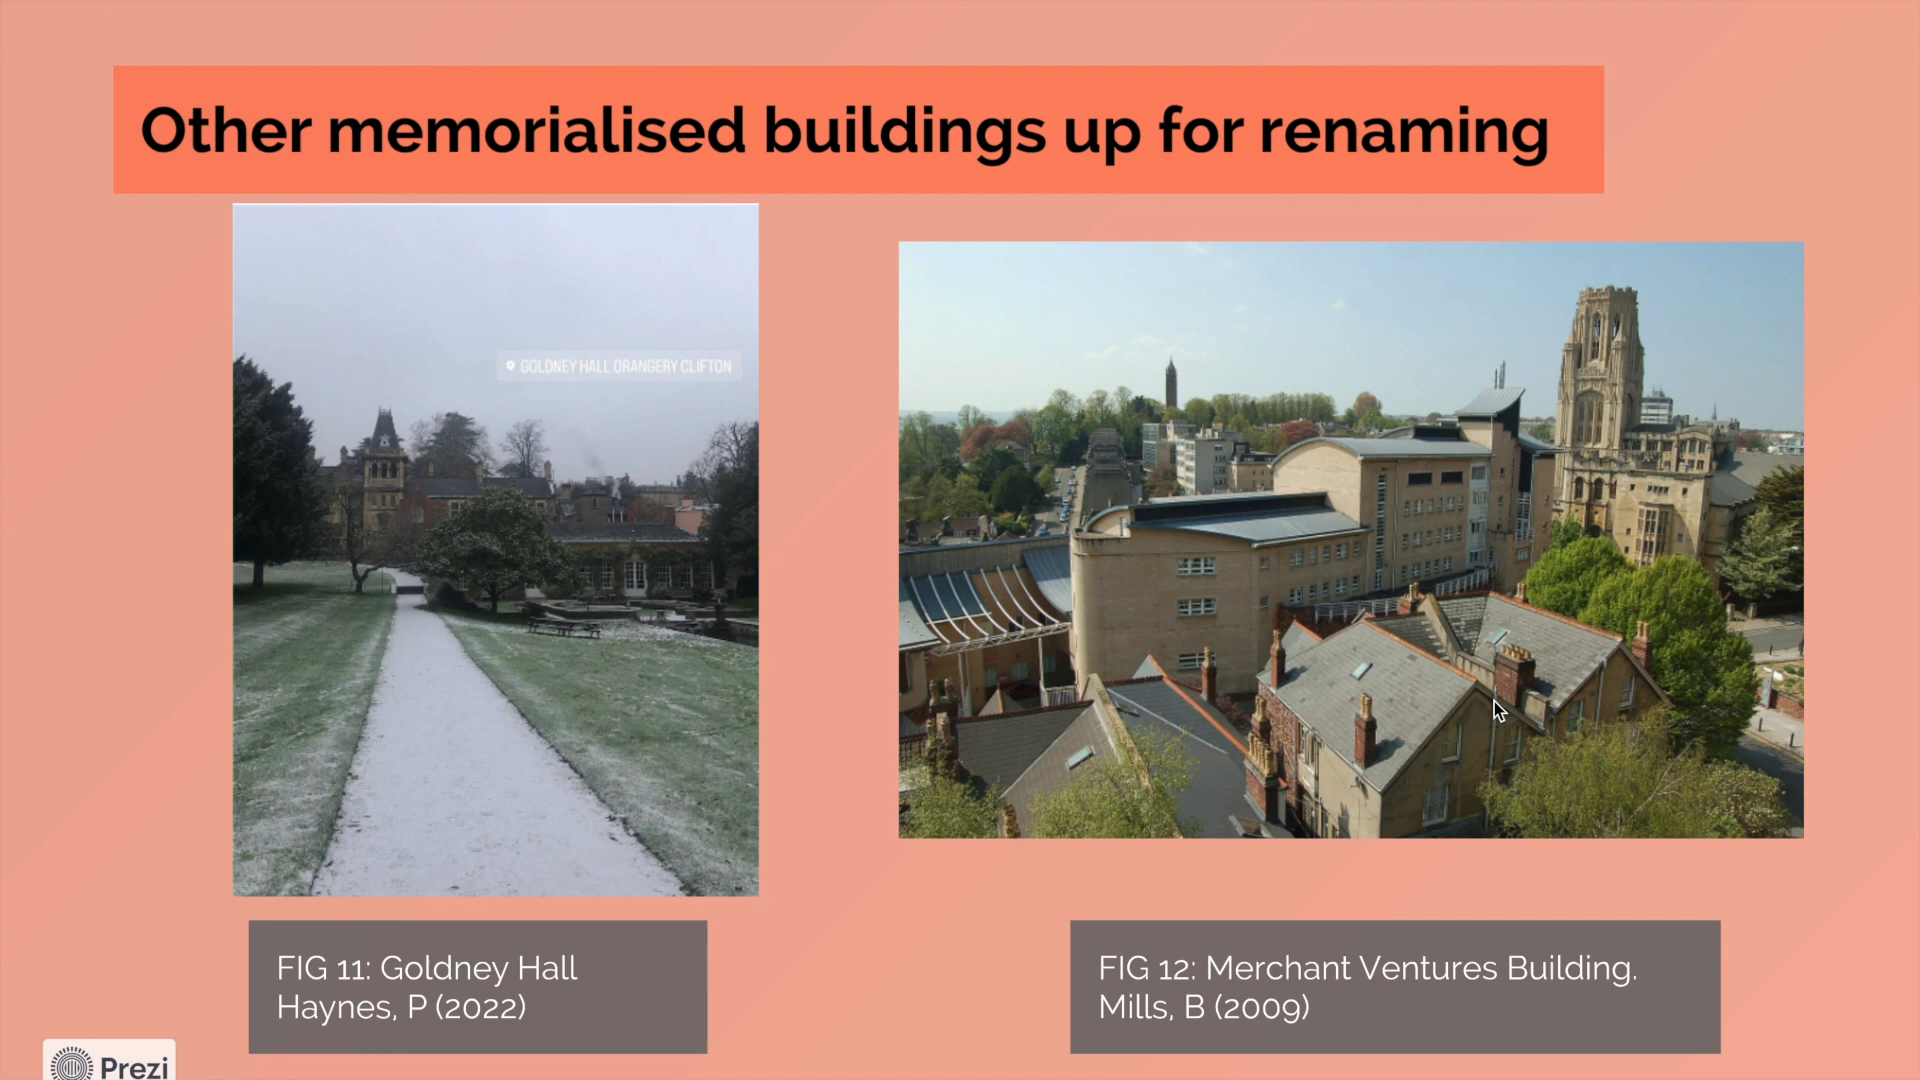 Other memorialised buildings up for renaming
GOLDNEY HALL ORANGERY CLIFTON
FIG 11: Goldney Hall
Haynes, P (2022)
FIG 12: Merchant Ventures Building.
Mills, B (2009)
Prezi